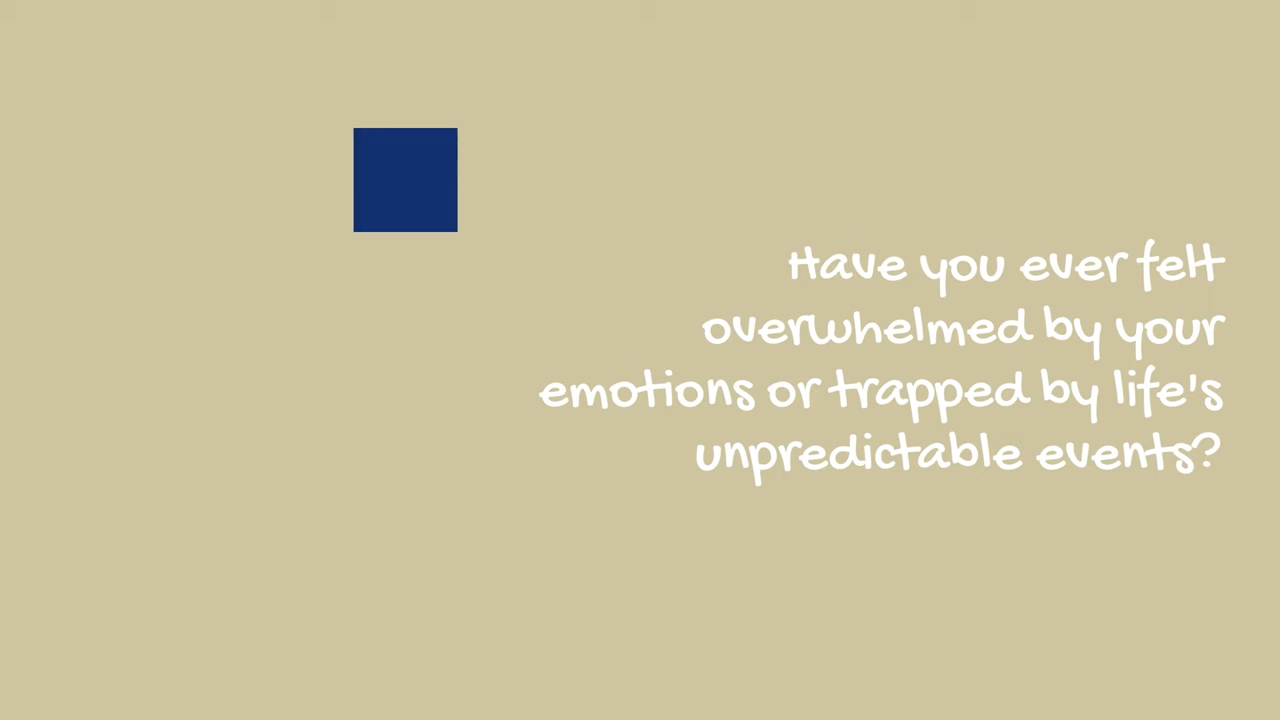 Have you ever felt
overwhelmed by your
emotions or trapped by life's
unpredictable events?